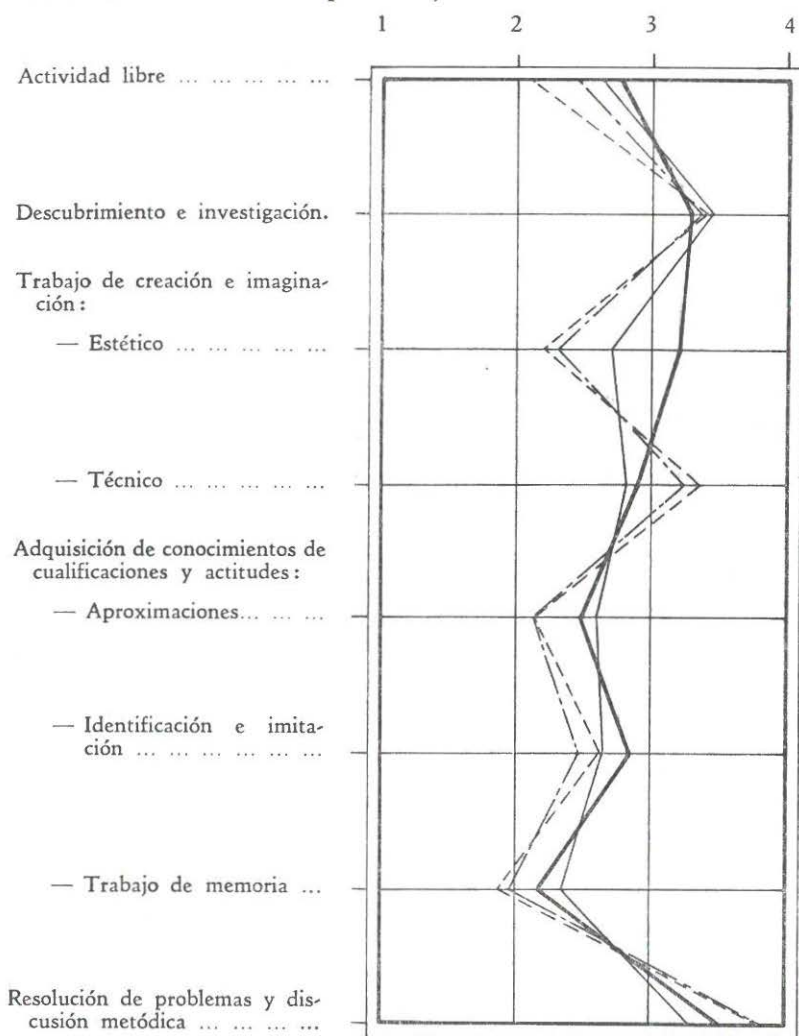 1 2 3 4
Actividad libre ... ... ... ... ...
Descubrimiento e investigación.
Trabajo de creación e imagina-
ción:
— Estético ... ... ... ... ...
— Técnico ... ... ... ... ...
Adquisición de conocimientos de
cualificaciones y actitudes:
— Aproximaciones... ... ...
— Identificación e imita-
ción ... ... ... ... ... ... ...
— Trabajo de memoria ...
Resolución de problemas y dis-
cusión metódica ... ... ... ...